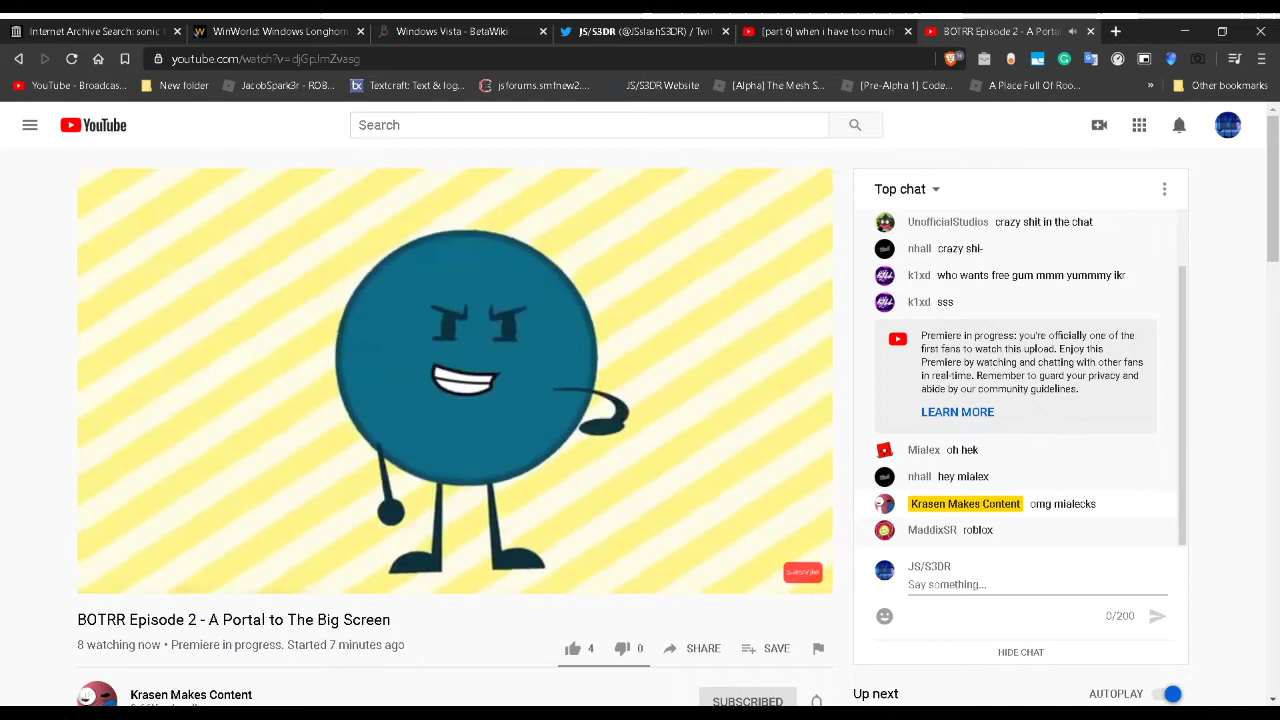 Internet Archive Search: sonic
WinWorld: Windows Longhorn
Windows Vista - BetaWiki
JS/S3DR (@JSslashS3DR) / Twit
[part 6] when i have too much
BOTRR Episode 2 - A Portal
youtube.com/watch?v=djGpJmZvasg
YouTube - Broadcas...
New folder
JacobSpark3r - ROB...
Textcraft: Text & log...
jsforums.smfnew2....
JS/S3DR Website
[Alpha] The Mesh S...
[Pre-Alpha 1] Code...
A Place Full Of Roo...
»
Other bookmarks
YouTube
Search
Top chat
UnofficialStudios crazy shit in the chat
nhall crazy shi-
k1xd who wants free gum mmm yummmy ikr
k1xd sss
Premiere in progress: you're officially one of the
first fans to watch this upload. Enjoy this
Premiere by watching and chatting with other fans
in real-time. Remember to guard your privacy and
abide by our community guidelines.
LEARN MORE
Mialex oh hek
nhall hey mialex
Krasen Makes Content omg mialecks
MaddixSR roblox
JS/S3DR
Say something...
0/200
HIDE CHAT
SUBSCRIBE
BOTRR Episode 2 - A Portal to The Big Screen
8 watching now • Premiere in progress. Started 7 minutes ago
4
0
SHARE
SAVE
Krasen Makes Content
SUBSCRIBED
Up next
AUTOPLAY